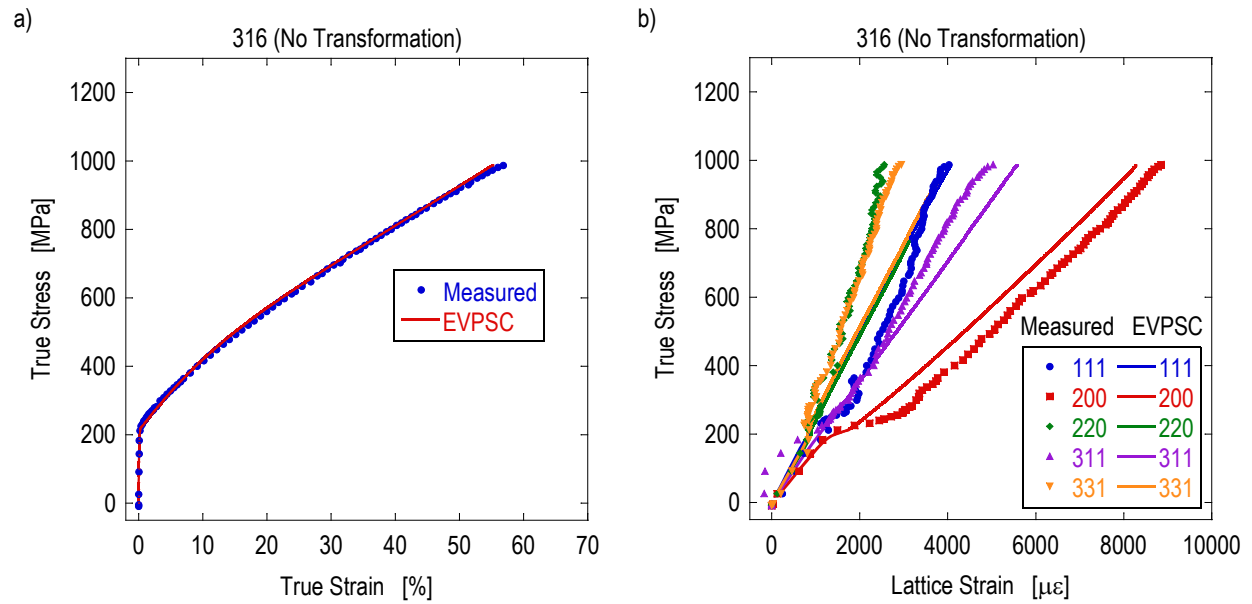 a)
316 (No Transformation)
1200
1000
800
600
400
200
0
True Stress [MPa]
0 10 20 30 40 50 60 70
True Strain [%]
Measured
EVPSC
b)
316 (No Transformation)
1200
1000
800
600
400
200
0
True Stress [MPa]
0 2000 4000 6000 8000 10000
Lattice Strain [με]
Measured EVPSC
111 111
200 200
220 220
311 311
331 331